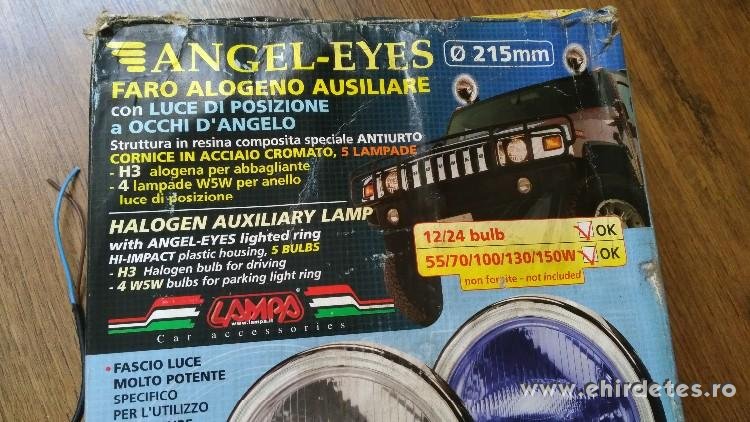 ANGEL-EYES
Ø 215mm
FARO ALOGENO AUSILIARE
con LUCE DI POSIZIONE
a OCCHI D'ANGELO
Struttura in resina composita speciale ANTIURTO
CORNICE IN ACCIAIO CROMATO, 5 LAMPADE
- H3 alogena per abbagliante
- 4 lampade W5W per anello
luce di posizione
HALOGEN AUXILIARY LAMP
with ANGEL-EYES lighted ring
HI-IMPACT plastic housing, 5 BULBS
- H3 Halogen bulb for driving
- 4 W5W bulbs for parking light ring
12/24 bulb OK
55/70/100/130/150W OK
non fornite - not included
LAMPA
www.lampa.it
Car accessories
• FASCIO LUCE
MOLTO POTENTE
SPECIFICO
PER L'UTILIZZO
www.ehirdetes.ro